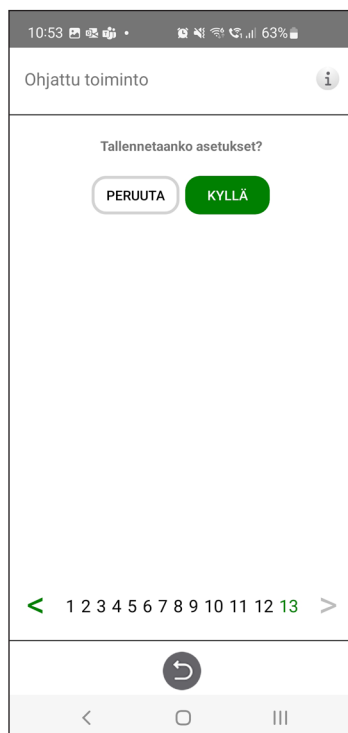 10:53 63%
Ohjattu toiminto i
Tallennetaanko asetukset?
PERUUTA KYLLÄ
< 1 2 3 4 5 6 7 8 9 10 11 12 13 >